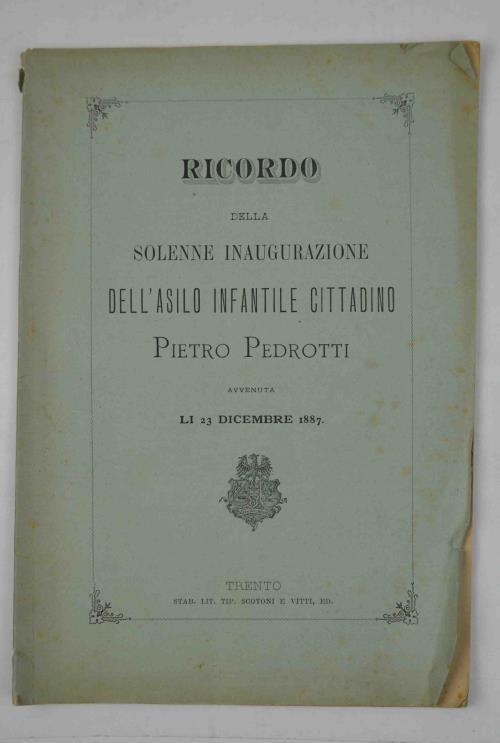 RICORDO
DELLA
SOLENNE INAUGURAZIONE
DELL'ASILO INFANTILE CITTADINO
PIETRO PEDROTTI
AVVENUTA
LI 23 DICEMBRE 1887.
TRENTO
STAB. LIT. TIP. SCOTONI E VITTI, ED.